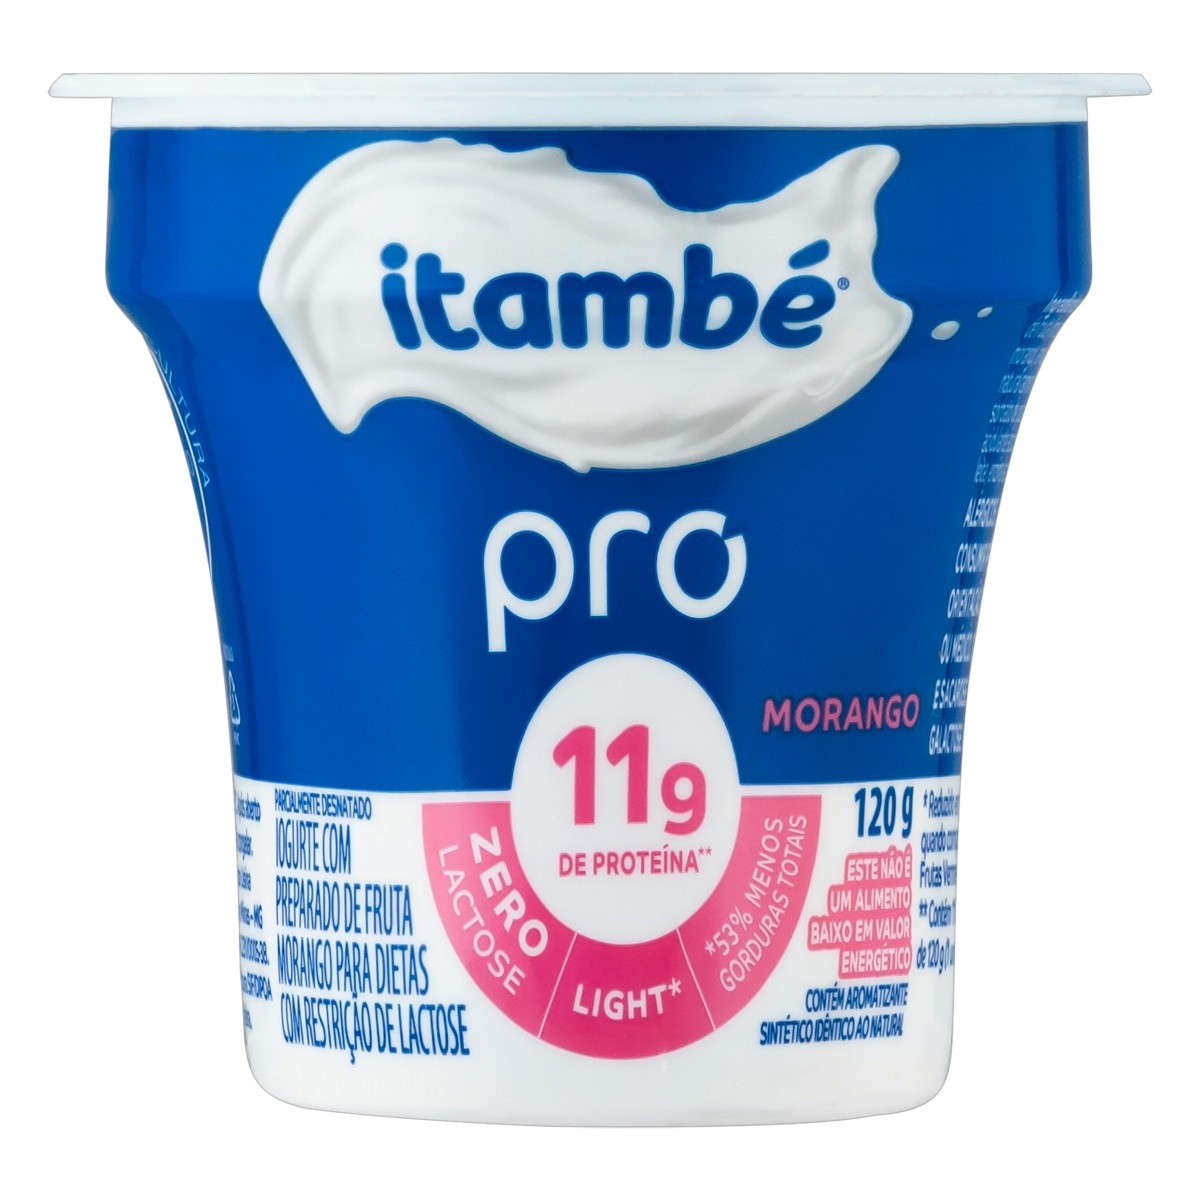 itambé®
pro
MORANGO
11g
DE PROTEÍNA**
ZERO
LACTOSE
LIGHT*
*53% MENOS
GORDURAS TOTAIS
PARCIALMENTE DESNATADO
IOGURTE COM
PREPARADO DE FRUTA
MORANGO PARA DIETAS
COM RESTRIÇÃO DE LACTOSE
120 g
ESTE NÃO É
UM ALIMENTO
BAIXO EM VALOR
ENERGÉTICO
CONTÉM AROMATIZANTE
SINTÉTICO IDÊNTICO AO NATURAL